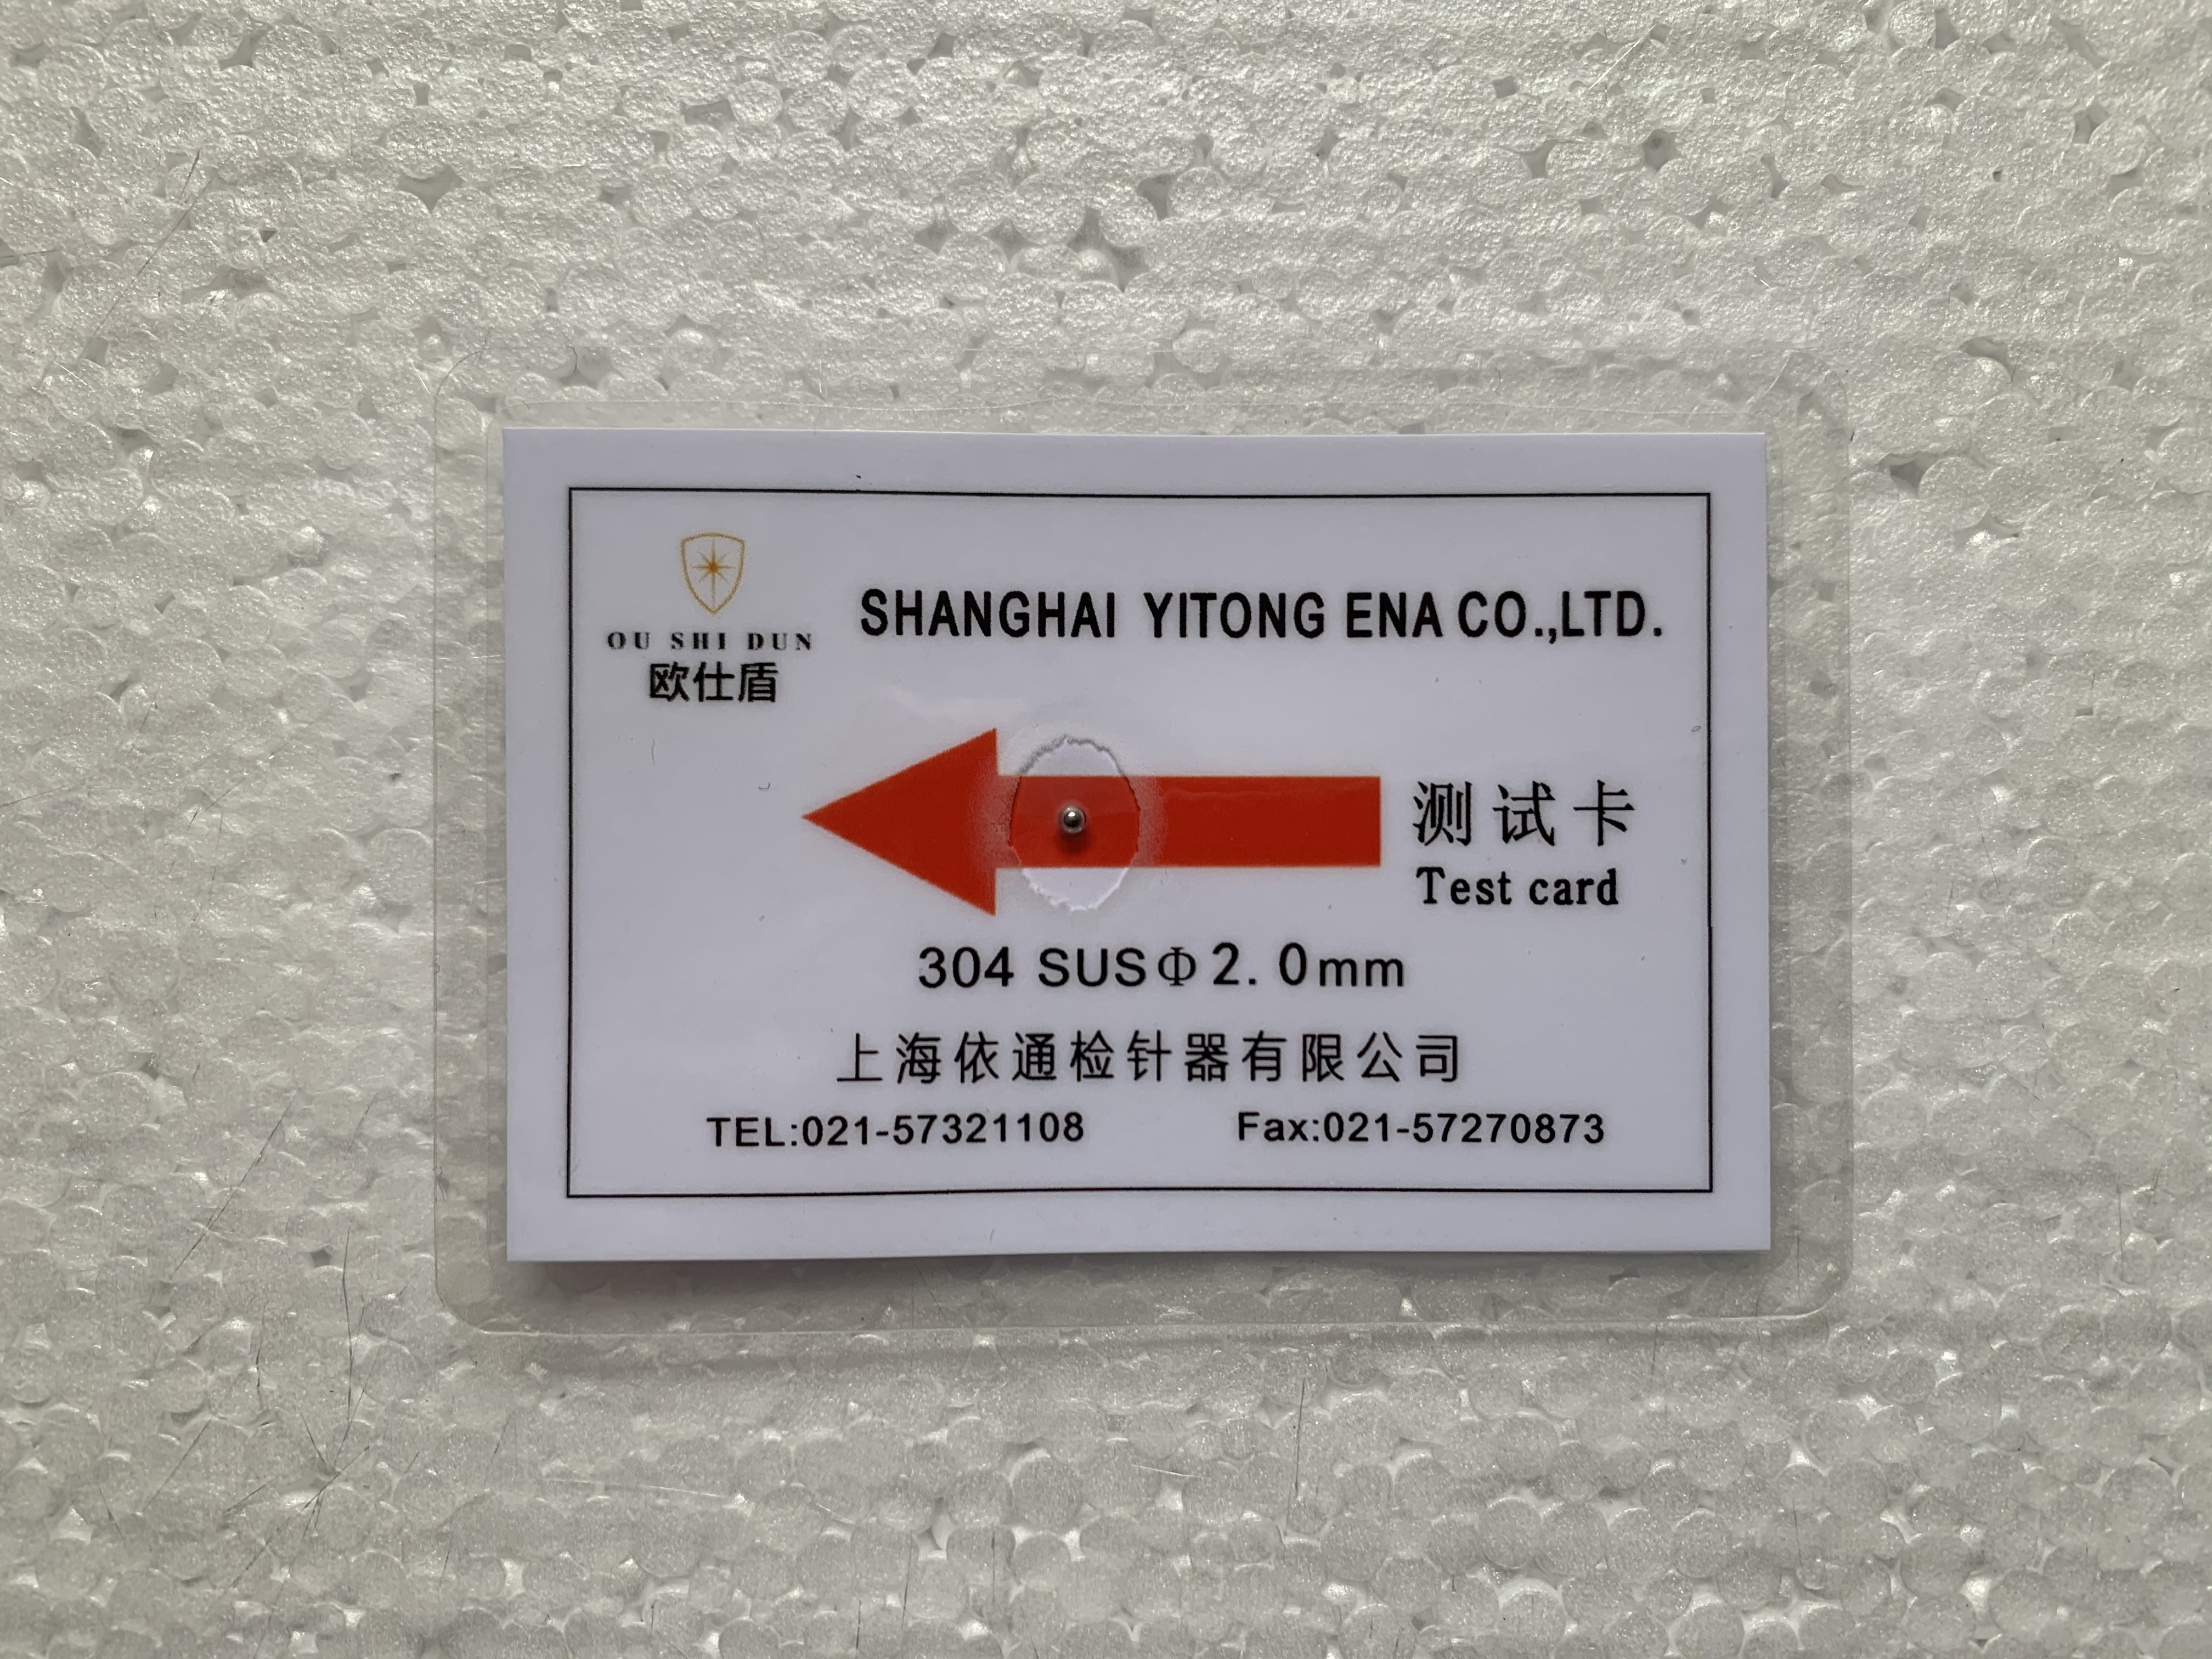 OU SHI DUN
欧仕盾
SHANGHAI YITONG ENA CO.,LTD.
测试卡
Test card
304 SUSΦ2.0mm
上海依通检针器有限公司
TEL:021-57321108 Fax:021-57270873